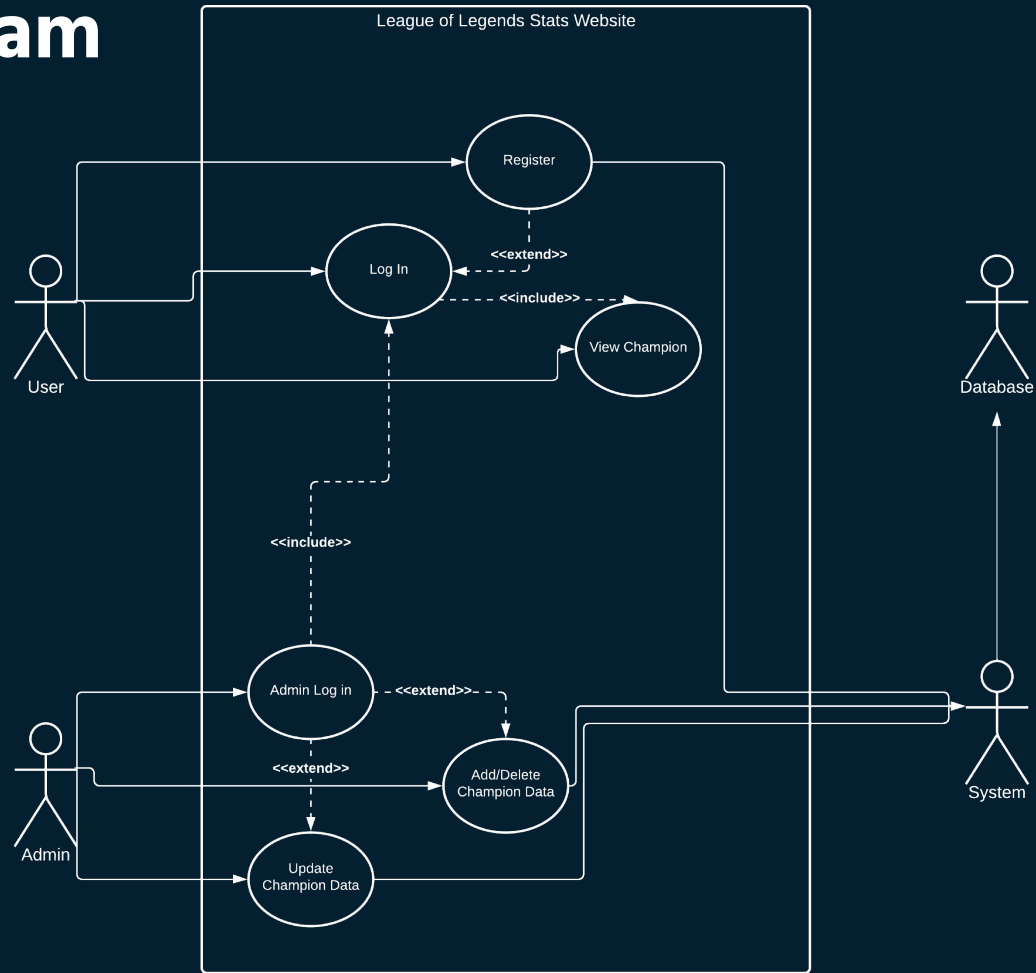 am
League of Legends Stats Website
Register
<<extend>>
Log In
<<include>>
View Champion
User
Database
<<include>>
Admin Log in
<<extend>>
<<extend>>
Add/Delete
Champion Data
System
Admin
Update
Champion Data